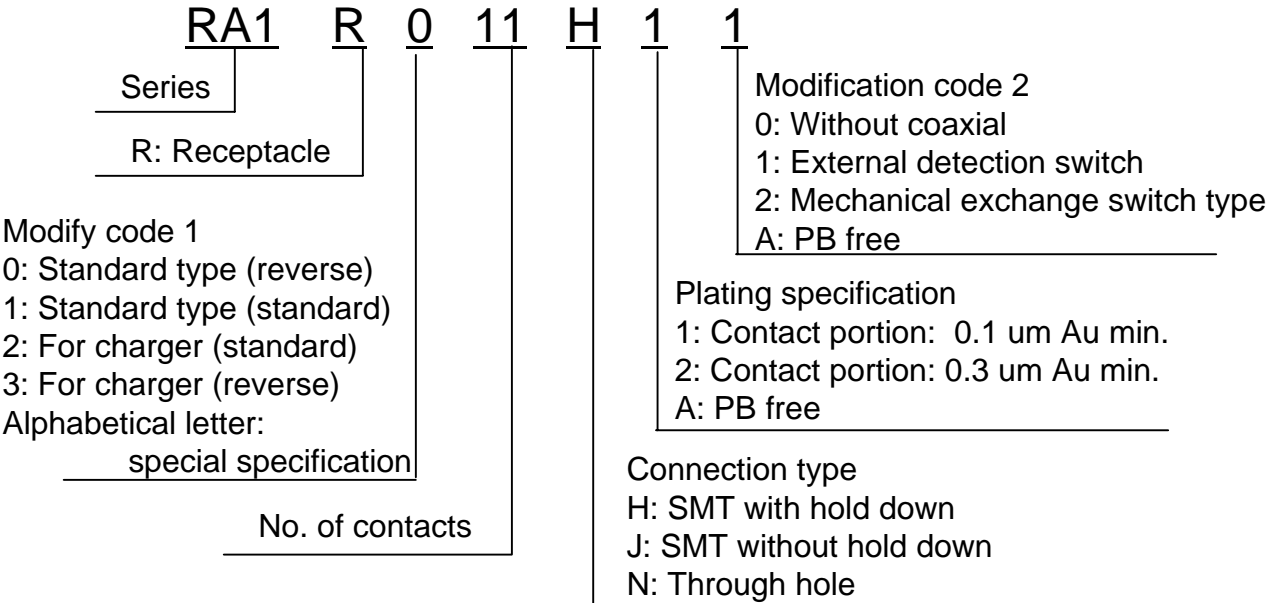 RA1 R 0 11 H 1 1
Series
R: Receptacle
Modify code 1
0: Standard type (reverse)
1: Standard type (standard)
2: For charger (standard)
3: For charger (reverse)
Alphabetical letter:
special specification
No. of contacts
Modification code 2
0: Without coaxial
1: External detection switch
2: Mechanical exchange switch type
A: PB free
Plating specification
1: Contact portion: 0.1 um Au min.
2: Contact portion: 0.3 um Au min.
A: PB free
Connection type
H: SMT with hold down
J: SMT without hold down
N: Through hole